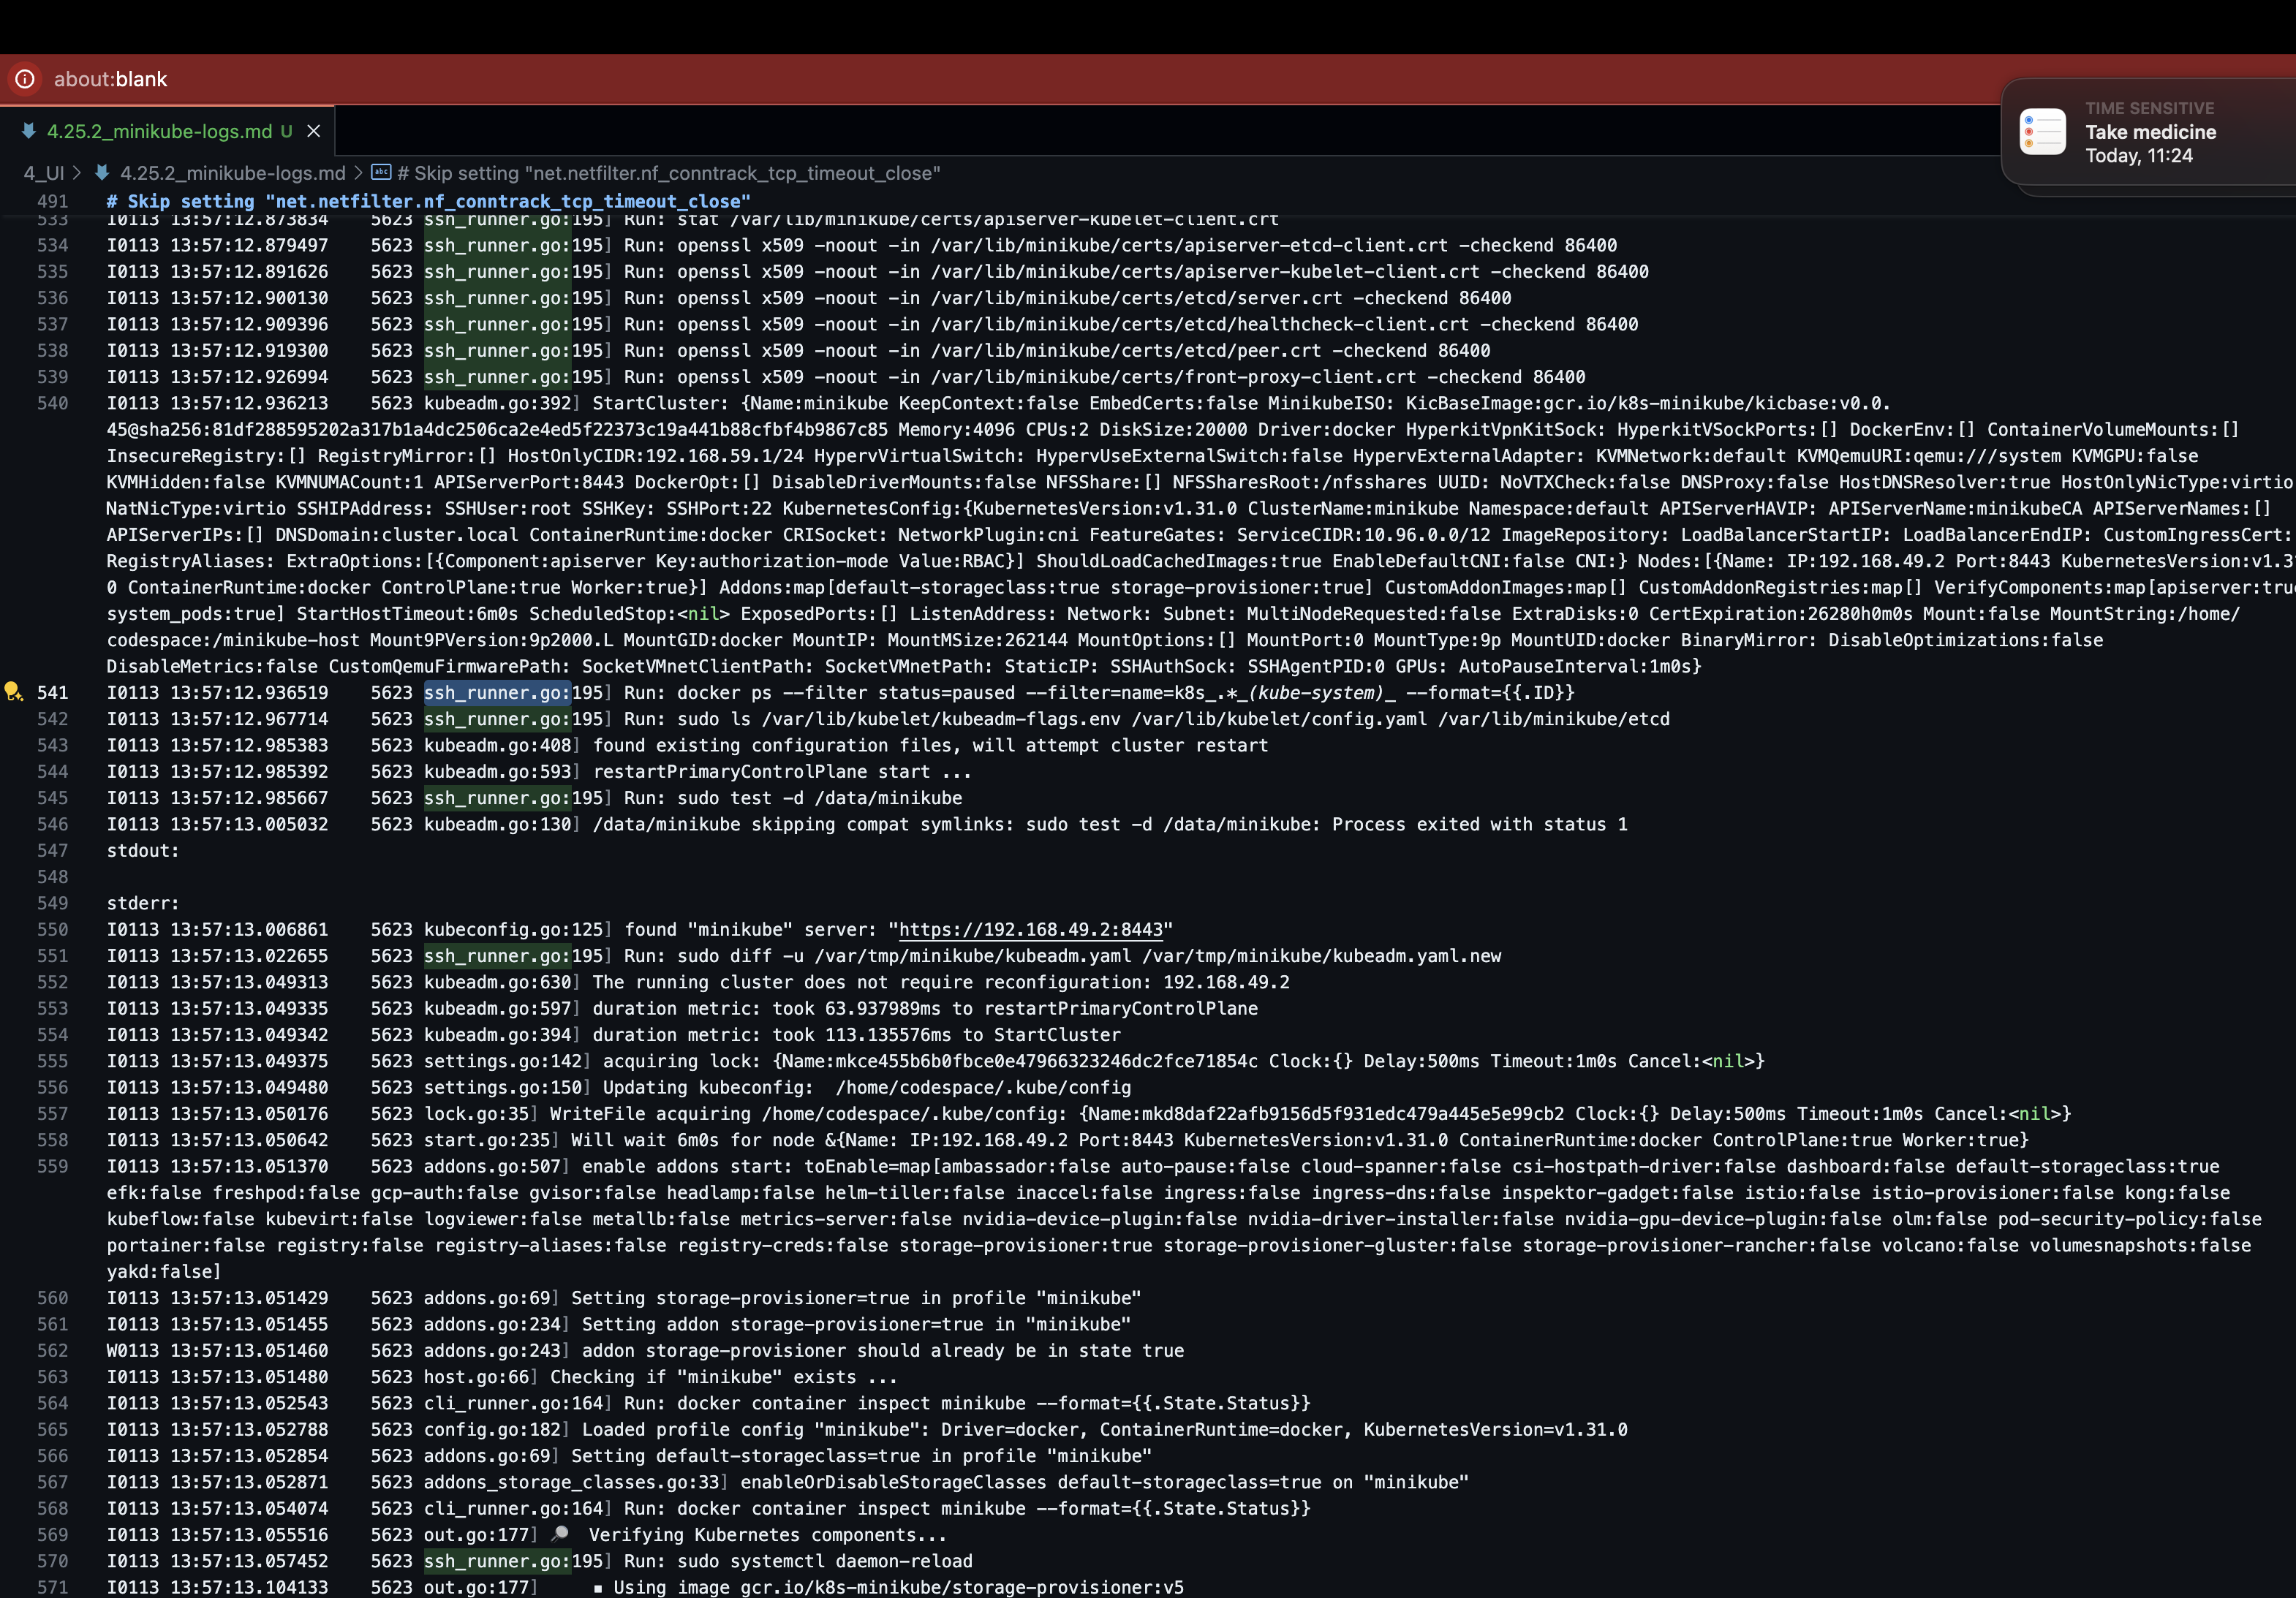 about:blank
4.25.2_minikube-logs.md U
TIME SENSITIVE
Take medicine
Today, 11:24
4_UI > 4.25.2_minikube-logs.md > abc # Skip setting "net.netfilter.nf_conntrack_tcp_timeout_close"
491 # Skip setting "net.netfilter.nf_conntrack_tcp_timeout_close"
533 I0113 13:57:12.873834 5623 ssh_runner.go:195] Run: stat /var/lib/minikube/certs/apiserver-kubelet-client.crt
534 I0113 13:57:12.879497 5623 ssh_runner.go:195] Run: openssl x509 -noout -in /var/lib/minikube/certs/apiserver-etcd-client.crt -checkend 86400
535 I0113 13:57:12.891626 5623 ssh_runner.go:195] Run: openssl x509 -noout -in /var/lib/minikube/certs/apiserver-kubelet-client.crt -checkend 86400
536 I0113 13:57:12.900130 5623 ssh_runner.go:195] Run: openssl x509 -noout -in /var/lib/minikube/certs/etcd/server.crt -checkend 86400
537 I0113 13:57:12.909396 5623 ssh_runner.go:195] Run: openssl x509 -noout -in /var/lib/minikube/certs/etcd/healthcheck-client.crt -checkend 86400
538 I0113 13:57:12.919300 5623 ssh_runner.go:195] Run: openssl x509 -noout -in /var/lib/minikube/certs/etcd/peer.crt -checkend 86400
539 I0113 13:57:12.926994 5623 ssh_runner.go:195] Run: openssl x509 -noout -in /var/lib/minikube/certs/front-proxy-client.crt -checkend 86400
540 I0113 13:57:12.936213 5623 kubeadm.go:392] StartCluster: {Name:minikube KeepContext:false EmbedCerts:false MinikubeISO: KicBaseImage:gcr.io/k8s-minikube/kicbase:v0.0.
45@sha256:81df288595202a317b1a4dc2506ca2e4ed5f22373c19a441b88cfbf4b9867c85 Memory:4096 CPUs:2 DiskSize:20000 Driver:docker HyperkitVpnKitSock: HyperkitVSockPorts:[] DockerEnv:[] ContainerVolumeMounts:[]
InsecureRegistry:[] RegistryMirror:[] HostOnlyCIDR:192.168.59.1/24 HypervVirtualSwitch: HypervUseExternalSwitch:false HypervExternalAdapter: KVMNetwork:default KVMQemuURI:qemu:///system KVMGPU:false
KVMHidden:false KVMNUMACount:1 APIServerPort:8443 DockerOpt:[] DisableDriverMounts:false NFSShare:[] NFSSharesRoot:/nfsshares UUID: NoVTXCheck:false DNSProxy:false HostDNSResolver:true HostOnlyNicType:virtio
NatNicType:virtio SSHIPAddress: SSHUser:root SSHKey: SSHPort:22 KubernetesConfig:{KubernetesVersion:v1.31.0 ClusterName:minikube Namespace:default APIServerHAVIP: APIServerName:minikubeCA APIServerNames:[]
APIServerIPs:[] DNSDomain:cluster.local ContainerRuntime:docker CRISocket: NetworkPlugin:cni FeatureGates: ServiceCIDR:10.96.0.0/12 ImageRepository: LoadBalancerStartIP: LoadBalancerEndIP: CustomIngressCert:
RegistryAliases: ExtraOptions:[{Component:apiserver Key:authorization-mode Value:RBAC}] ShouldLoadCachedImages:true EnableDefaultCNI:false CNI:} Nodes:[{Name: IP:192.168.49.2 Port:8443 KubernetesVersion:v1.3
0 ContainerRuntime:docker ControlPlane:true Worker:true}] Addons:map[default-storageclass:true storage-provisioner:true] CustomAddonImages:map[] CustomAddonRegistries:map[] VerifyComponents:map[apiserver:tru
system_pods:true] StartHostTimeout:6m0s ScheduledStop:<nil> ExposedPorts:[] ListenAddress: Network: Subnet: MultiNodeRequested:false ExtraDisks:0 CertExpiration:26280h0m0s Mount:false MountString:/home/
codespace:/minikube-host Mount9PVersion:9p2000.L MountGID:docker MountIP: MountMSize:262144 MountOptions:[] MountPort:0 MountType:9p MountUID:docker BinaryMirror: DisableOptimizations:false
DisableMetrics:false CustomQemuFirmwarePath: SocketVMnetClientPath: SocketVMnetPath: StaticIP: SSHAuthSock: SSHAgentPID:0 GPUs: AutoPauseInterval:1m0s}
541 I0113 13:57:12.936519 5623 ssh_runner.go:195] Run: docker ps --filter status=paused --filter=name=k8s_.*_(kube-system)_ --format={{.ID}}
542 I0113 13:57:12.967714 5623 ssh_runner.go:195] Run: sudo ls /var/lib/kubelet/kubeadm-flags.env /var/lib/kubelet/config.yaml /var/lib/minikube/etcd
543 I0113 13:57:12.985383 5623 kubeadm.go:408] found existing configuration files, will attempt cluster restart
544 I0113 13:57:12.985392 5623 kubeadm.go:593] restartPrimaryControlPlane start ...
545 I0113 13:57:12.985667 5623 ssh_runner.go:195] Run: sudo test -d /data/minikube
546 I0113 13:57:13.005032 5623 kubeadm.go:130] /data/minikube skipping compat symlinks: sudo test -d /data/minikube: Process exited with status 1
547 stdout:
548
549 stderr:
550 I0113 13:57:13.006861 5623 kubeconfig.go:125] found "minikube" server: "https://192.168.49.2:8443"
551 I0113 13:57:13.022655 5623 ssh_runner.go:195] Run: sudo diff -u /var/tmp/minikube/kubeadm.yaml /var/tmp/minikube/kubeadm.yaml.new
552 I0113 13:57:13.049313 5623 kubeadm.go:630] The running cluster does not require reconfiguration: 192.168.49.2
553 I0113 13:57:13.049335 5623 kubeadm.go:597] duration metric: took 63.937989ms to restartPrimaryControlPlane
554 I0113 13:57:13.049342 5623 kubeadm.go:394] duration metric: took 113.135576ms to StartCluster
555 I0113 13:57:13.049375 5623 settings.go:142] acquiring lock: {Name:mkce455b6b0fbce0e47966323246dc2fce71854c Clock:{} Delay:500ms Timeout:1m0s Cancel:<nil>}
556 I0113 13:57:13.049480 5623 settings.go:150] Updating kubeconfig: /home/codespace/.kube/config
557 I0113 13:57:13.050176 5623 lock.go:35] WriteFile acquiring /home/codespace/.kube/config: {Name:mkd8daf22afb9156d5f931edc479a445e5e99cb2 Clock:{} Delay:500ms Timeout:1m0s Cancel:<nil>}
558 I0113 13:57:13.050642 5623 start.go:235] Will wait 6m0s for node &{Name: IP:192.168.49.2 Port:8443 KubernetesVersion:v1.31.0 ContainerRuntime:docker ControlPlane:true Worker:true}
559 I0113 13:57:13.051370 5623 addons.go:507] enable addons start: toEnable=map[ambassador:false auto-pause:false cloud-spanner:false csi-hostpath-driver:false dashboard:false default-storageclass:true
efk:false freshpod:false gcp-auth:false gvisor:false headlamp:false helm-tiller:false inaccel:false ingress:false ingress-dns:false inspektor-gadget:false istio:false istio-provisioner:false kong:false
kubeflow:false kubevirt:false logviewer:false metallb:false metrics-server:false nvidia-device-plugin:false nvidia-driver-installer:false nvidia-gpu-device-plugin:false olm:false pod-security-policy:false
portainer:false registry:false registry-aliases:false registry-creds:false storage-provisioner:true storage-provisioner-gluster:false storage-provisioner-rancher:false volcano:false volumesnapshots:false
yakd:false]
560 I0113 13:57:13.051429 5623 addons.go:69] Setting storage-provisioner=true in profile "minikube"
561 I0113 13:57:13.051455 5623 addons.go:234] Setting addon storage-provisioner=true in "minikube"
562 W0113 13:57:13.051460 5623 addons.go:243] addon storage-provisioner should already be in state true
563 I0113 13:57:13.051480 5623 host.go:66] Checking if "minikube" exists ...
564 I0113 13:57:13.052543 5623 cli_runner.go:164] Run: docker container inspect minikube --format={{.State.Status}}
565 I0113 13:57:13.052788 5623 config.go:182] Loaded profile config "minikube": Driver=docker, ContainerRuntime=docker, KubernetesVersion=v1.31.0
566 I0113 13:57:13.052854 5623 addons.go:69] Setting default-storageclass=true in profile "minikube"
567 I0113 13:57:13.052871 5623 addons_storage_classes.go:33] enableOrDisableStorageClasses default-storageclass=true on "minikube"
568 I0113 13:57:13.054074 5623 cli_runner.go:164] Run: docker container inspect minikube --format={{.State.Status}}
569 I0113 13:57:13.055516 5623 out.go:177] 🔎 Verifying Kubernetes components...
570 I0113 13:57:13.057452 5623 ssh_runner.go:195] Run: sudo systemctl daemon-reload
571 I0113 13:57:13.104133 5623 out.go:177] ▪ Using image gcr.io/k8s-minikube/storage-provisioner:v5